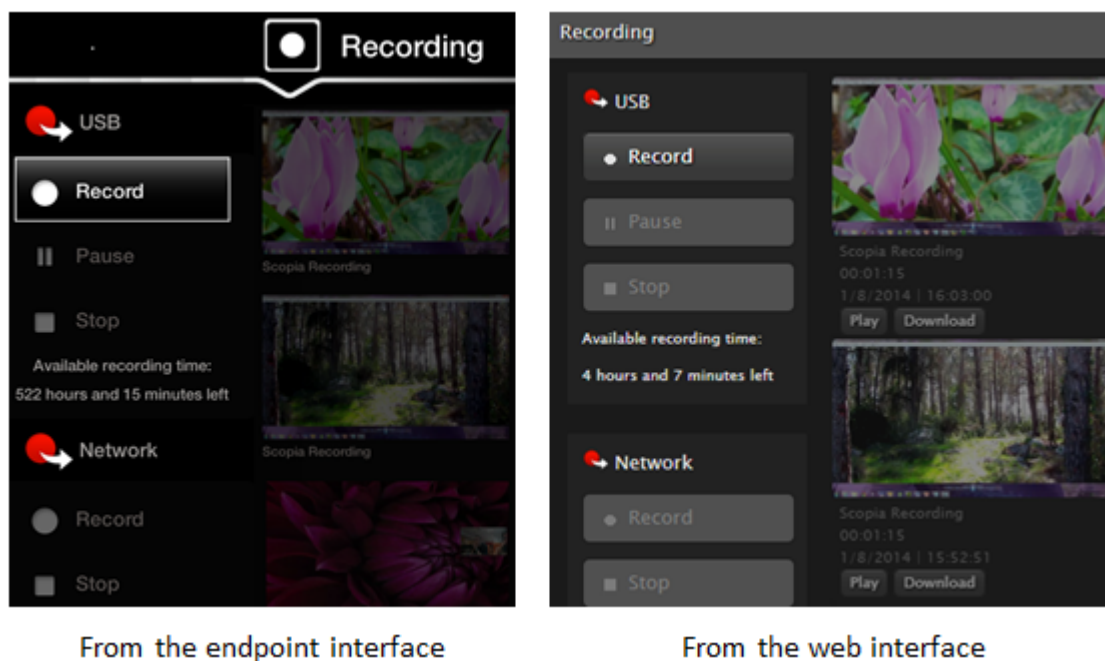 Recording
USB
Record
Pause
Stop
Available recording time:
522 hours and 15 minutes left
Network
Record
Stop
Scopia Recording
Scopia Recording
From the endpoint interface
Recording
USB
Record
Pause
Stop
Available recording time:
4 hours and 7 minutes left
Network
Record
Stop
Scopia Recording
00:01:15
1/8/2014 | 16:03:00
Play Download
Scopia Recording
00:01:15
1/8/2014 | 15:52:51
Play Download
From the web interface